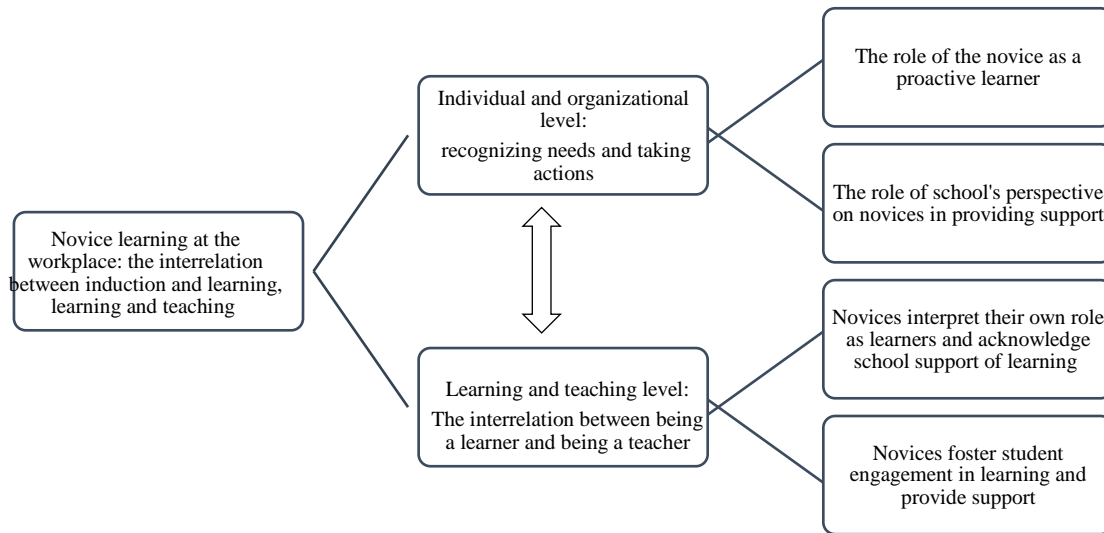 Novice learning at the
workplace: the interrelation
between induction and learning,
learning and teaching
Individual and organizational
level:
recognizing needs and taking
actions
Learning and teaching level:
The interrelation between being
a learner and being a teacher
The role of the novice as a
proactive learner
The role of school's perspective
on novices in providing support
Novices interpret their own role
as learners and acknowledge
school support of learning
Novices foster student
engagement in learning and
provide support